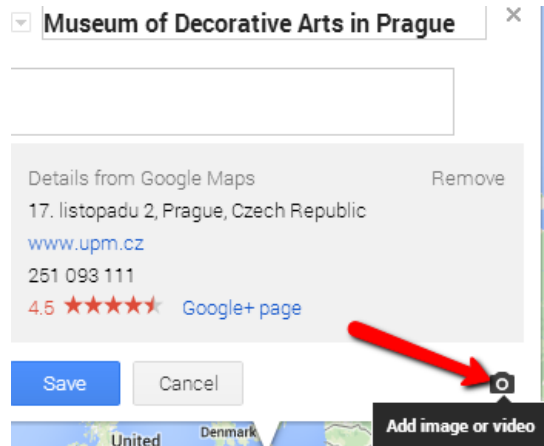 Museum of Decorative Arts in Prague
Details from Google Maps Remove
17. listopadu 2, Prague, Czech Republic
www.upm.cz
251 093 111
4.5 Google+ page
Save Cancel
Add image or video
United Denmark